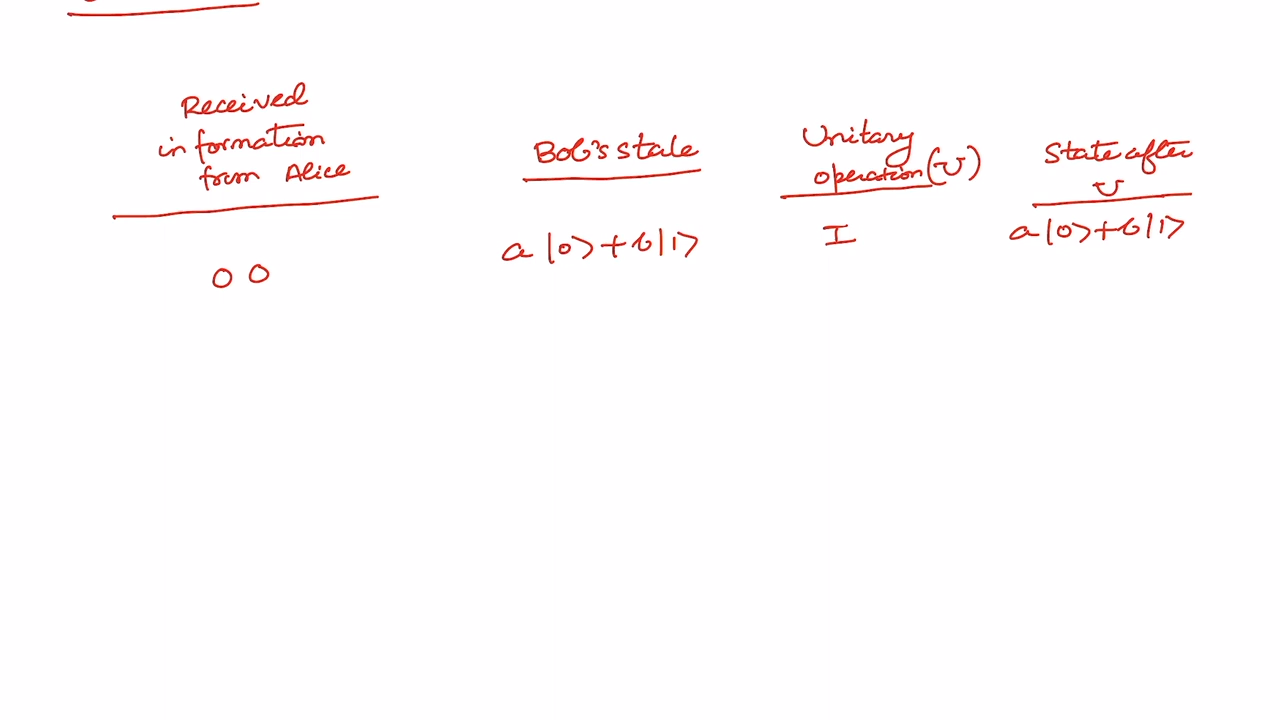 Received
information
from Alice
Bob's state
Unitary
operation (U)
State after
U
0 0
a|0>+b|1>
I
a|0>+b|1>